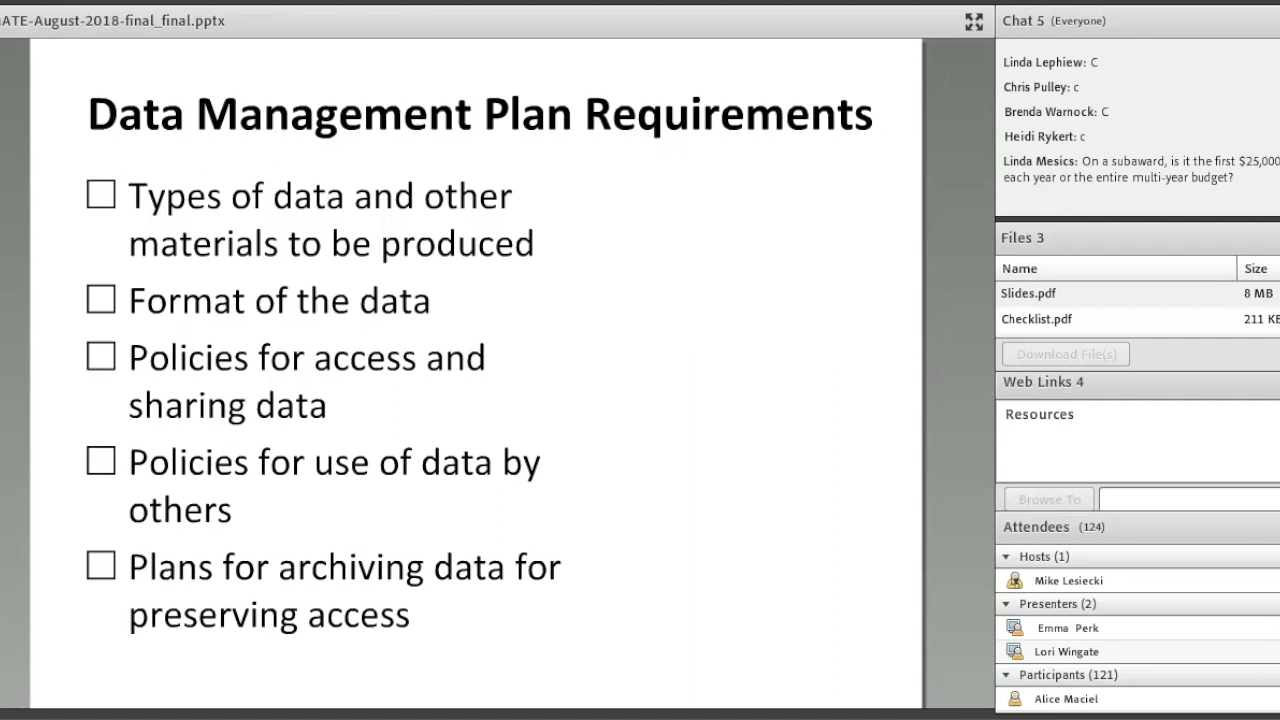 ATE-August-2018-final_final.pptx
Data Management Plan Requirements
Types of data and other
materials to be produced
Format of the data
Policies for access and
sharing data
Policies for use of data by
others
Plans for archiving data for
preserving access
Chat 5 (Everyone)
Linda Lephiew: C
Chris Pulley: c
Brenda Warnock: C
Heidi Rykert: c
Linda Mesics: On a subaward, is it the first $25,000
each year or the entire multi-year budget?
Files 3
Name Size
Slides.pdf 8 MB
Checklist.pdf 211 KB
Download File(s)
Web Links 4
Resources
Browse To
Attendees (124)
Hosts (1)
Mike Lesiecki
Presenters (2)
Emma Perk
Lori Wingate
Participants (121)
Alice Maciel